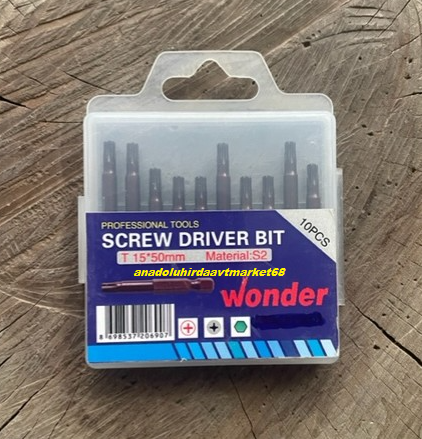 PROFESSIONAL TOOLS
SCREW DRIVER BIT
10PCS
T 15*50mm Material:S2
anadoluhirdaavtmarket68
wonder
8 698537 206907